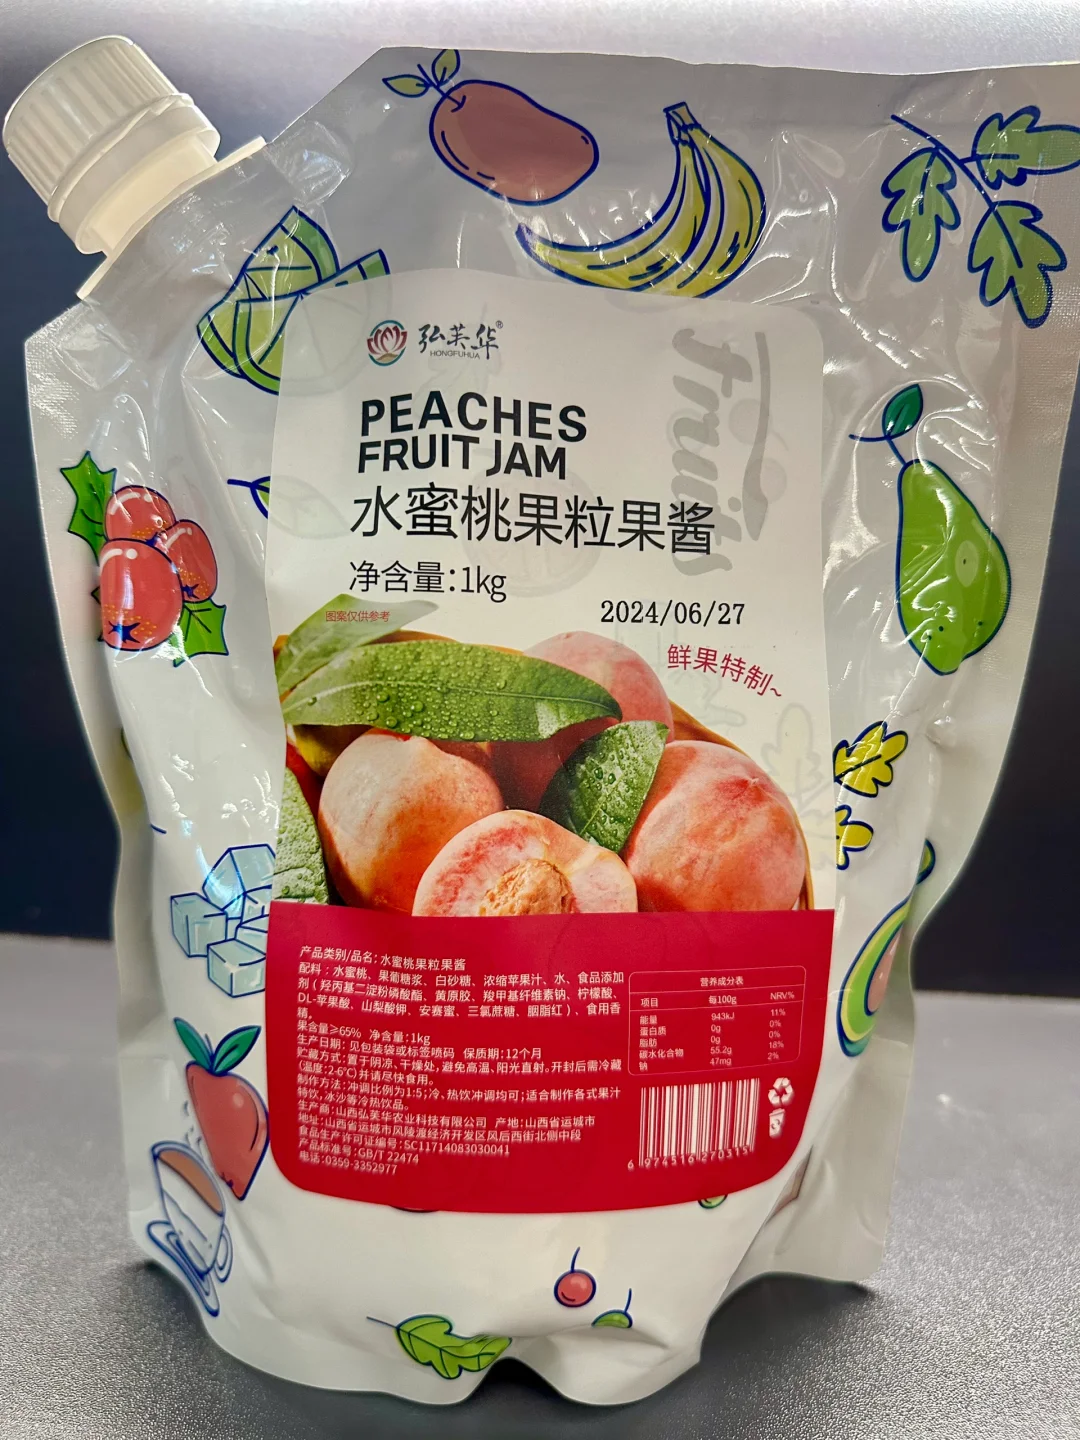 弘芙华®
HONGFUHUA
fruits
PEACHES
FRUIT JAM
水蜜桃果粒果酱
净含量:1kg
图案仅供参考
2024/06/27
鲜果特制~
产品类别/品名:水蜜桃果粒果酱
配料:水蜜桃、果葡糖浆、白砂糖、浓缩苹果汁、水、食品添加
剂(羟丙基二淀粉磷酸酯、黄原胶、羧甲基纤维素钠、柠檬酸、
DL-苹果酸、山梨酸钾、安赛蜜、三氯蔗糖、胭脂红)、食用香
精。
果含量≥65% 净含量:1kg
生产日期:见包装袋或标签喷码 保质期:12个月
贮藏方式:置于阴凉、干燥处,避免高温、阳光直射。开封后需冷藏
(温度:2-6℃)并请尽快食用。
制作方法:冲调比例为1:5;冷、热饮冲调均可;适合制作各式果汁
特饮,冰沙等冷热饮品。
生产商:山西弘芙华农业科技有限公司 产地:山西省运城市
地址:山西省运城市风陵渡经济开发区风后西街北侧中段
食品生产许可证编号:SC11714083030041
产品标准号:GB/T 22474
电话:0359-3352977
营养成分表
项目 每100g NRV%
能量 943kJ 11%
蛋白质 0g 0%
脂肪 0g 0%
碳水化合物 55.2g 18%
钠 47mg 2%
6 974516 270315